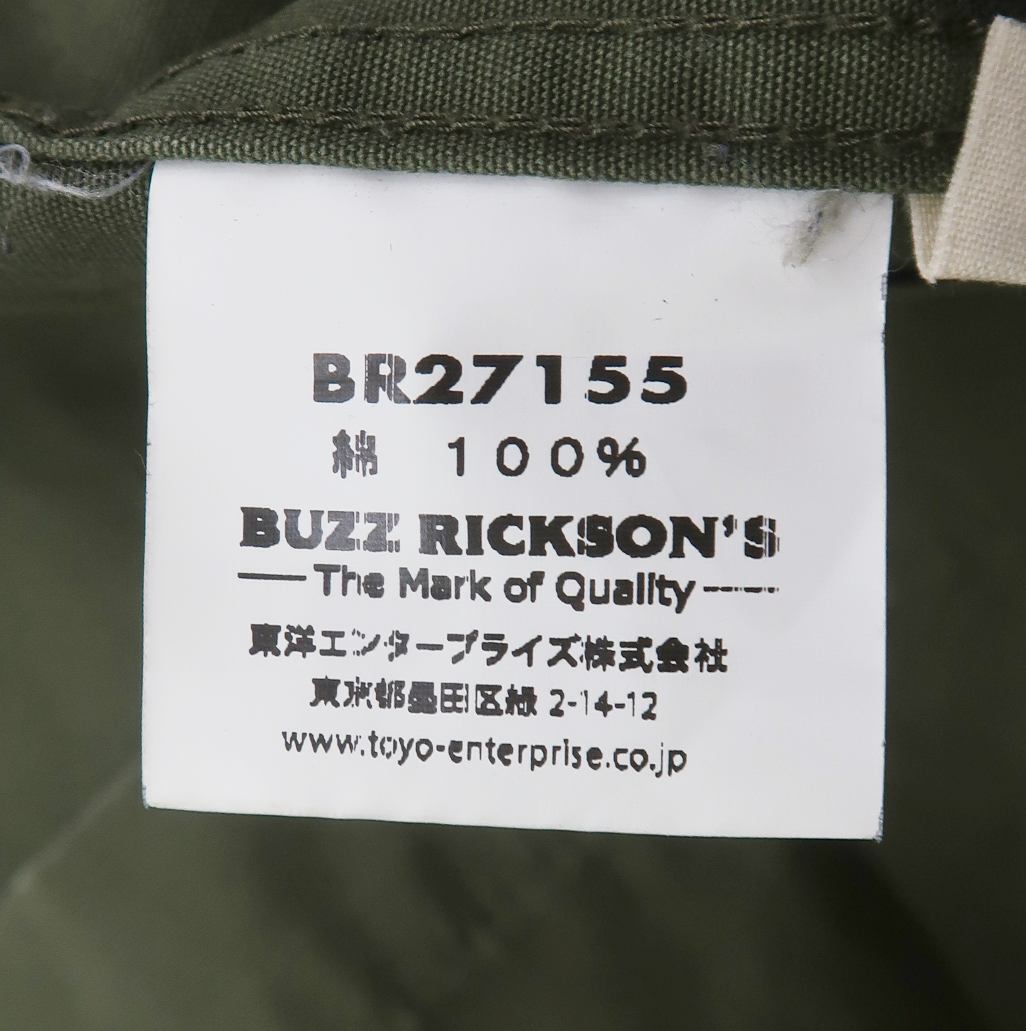 BR27155
綿 100%
BUZZ RICKSON'S
The Mark of Quality
東洋エンタープライズ株式会社
東京都墨田区緑 2-14-12
www.toyo-enterprise.co.jp